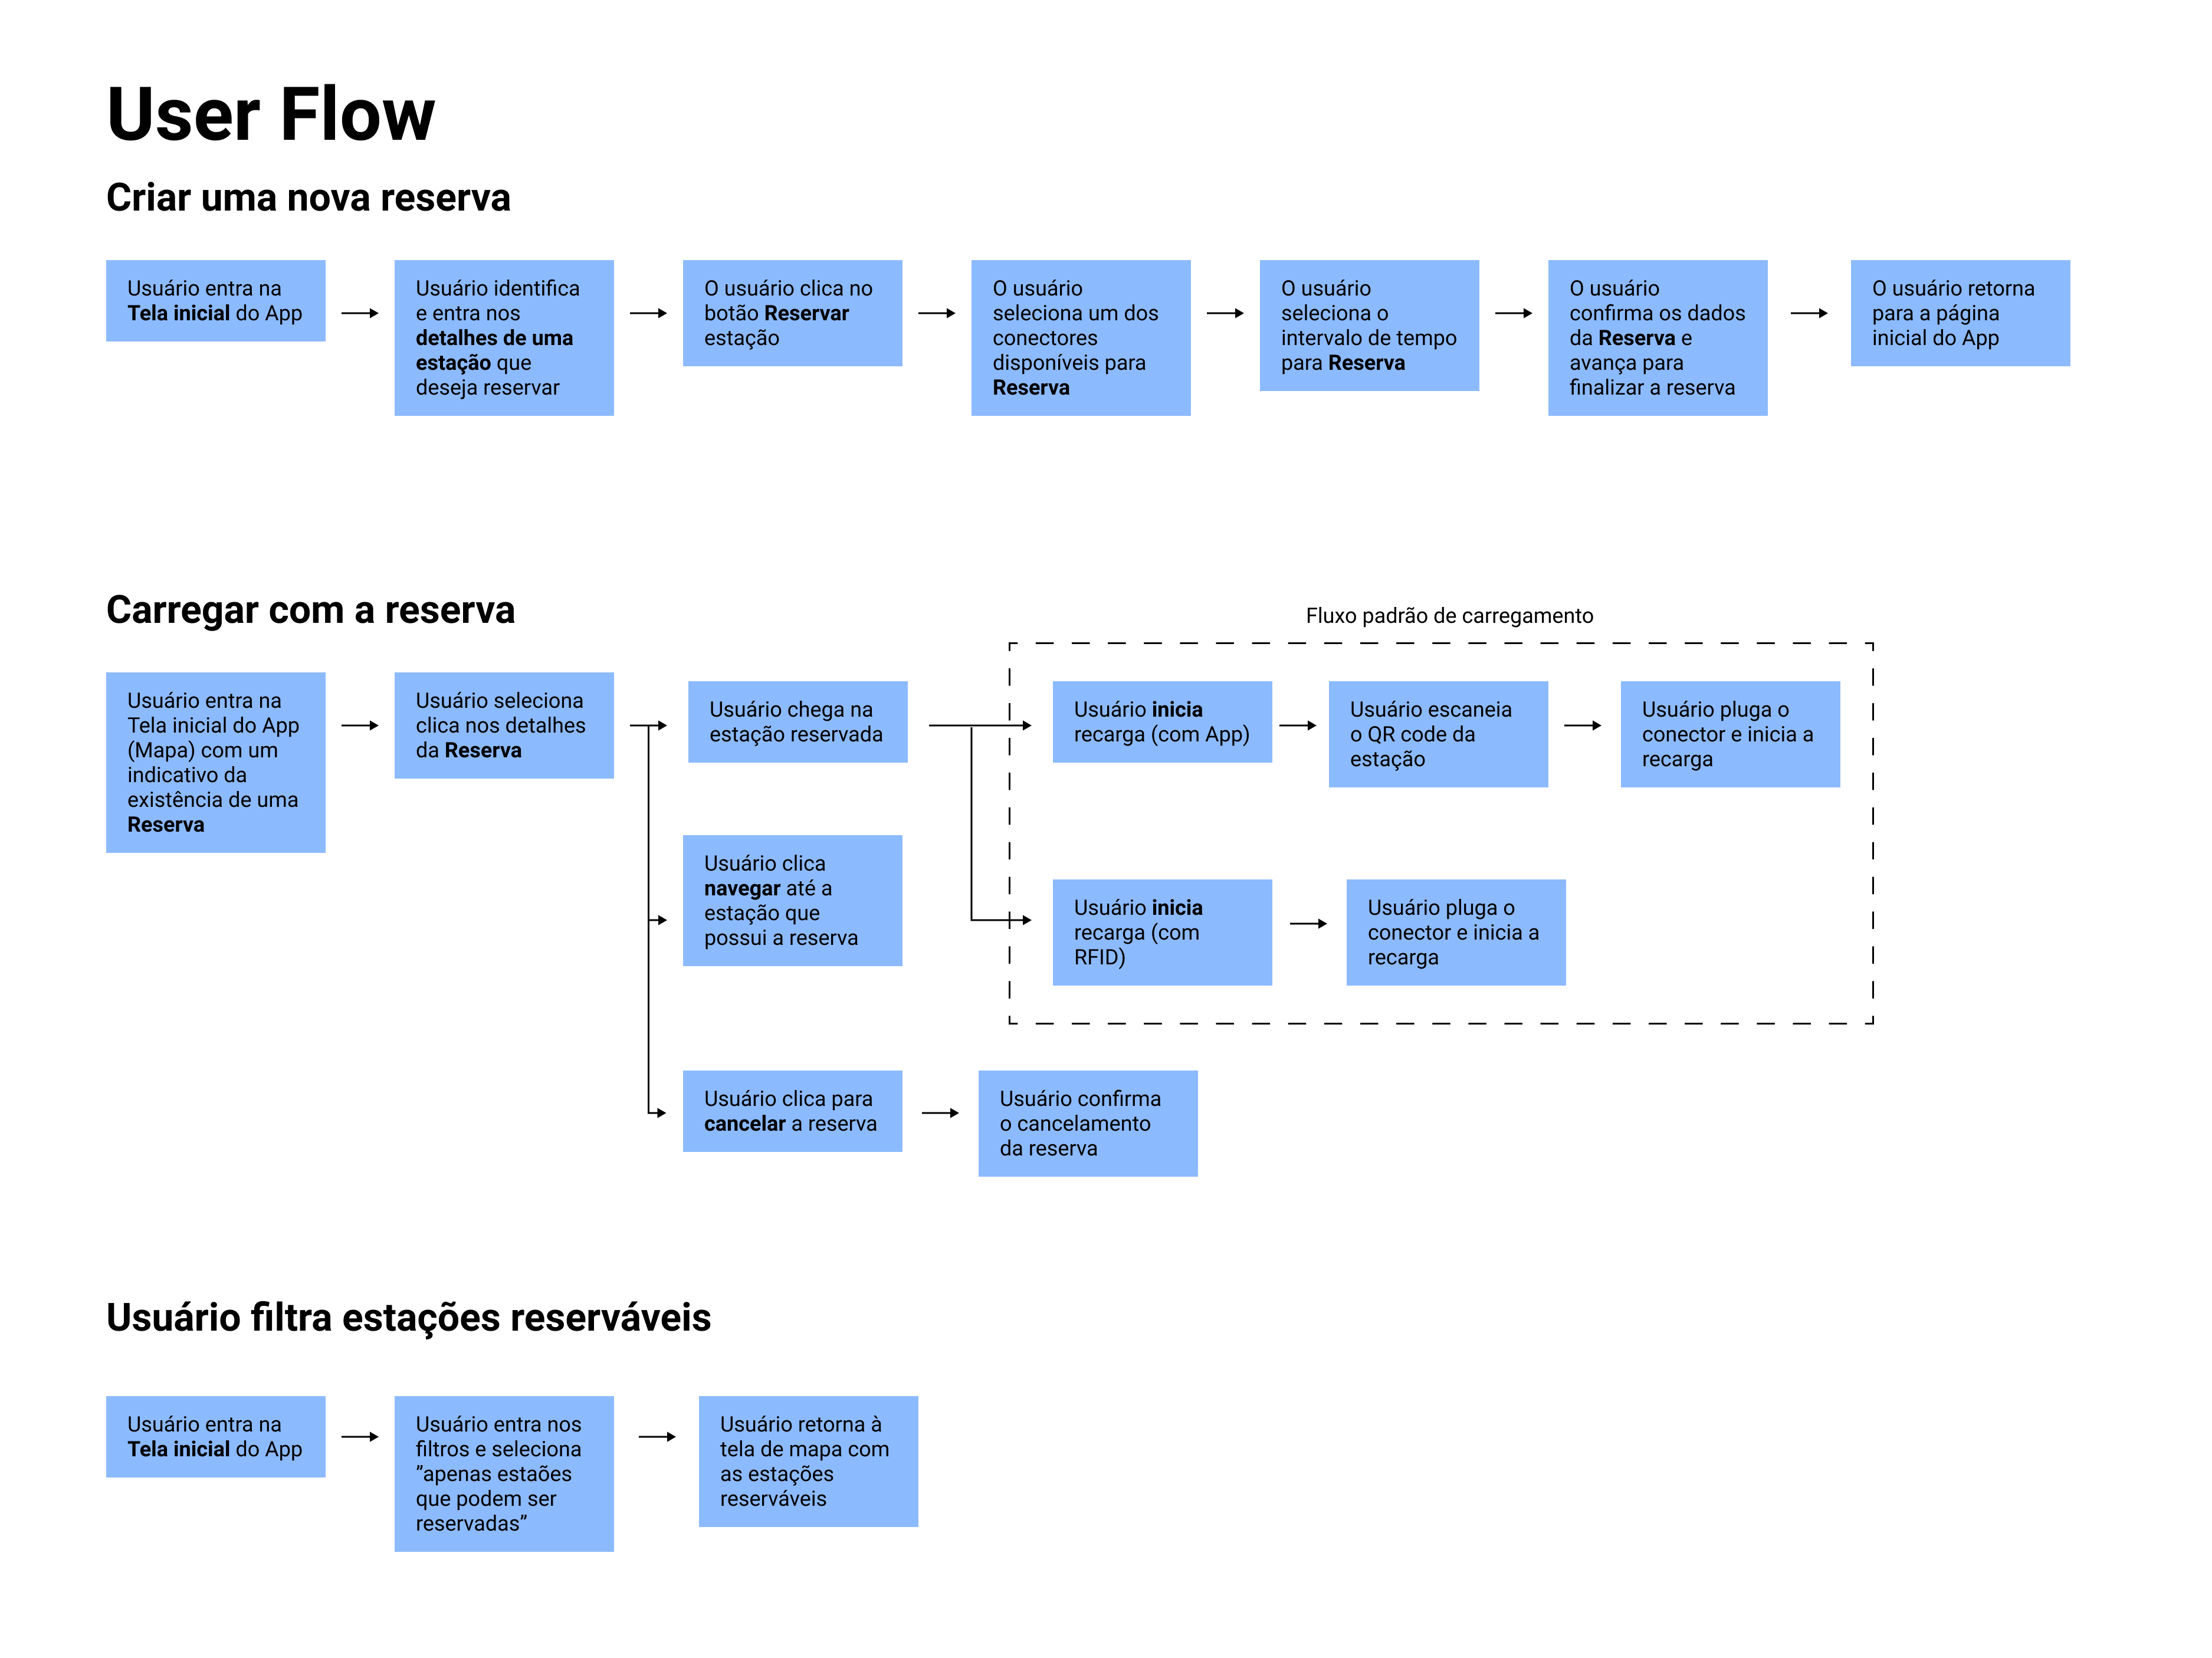 User Flow
Criar uma nova reserva
Usuário entra na
Tela inicial do App
Usuário identifica
e entra nos
detalhes de uma
estação que
deseja reservar
O usuário clica no
botão Reservar
estação
O usuário
seleciona um dos
conectores
disponíveis para
Reserva
O usuário
seleciona o
intervalo de tempo
para Reserva
O usuário
confirma os dados
da Reserva e
avança para
finalizar a reserva
O usuário retorna
para a página
inicial do App
Carregar com a reserva
Fluxo padrão de carregamento
Usuário entra na
Tela inicial do App
(Mapa) com um
indicativo da
existência de uma
Reserva
Usuário seleciona
clica nos detalhes
da Reserva
Usuário chega na
estação reservada
Usuário inicia
recarga (com App)
Usuário escaneia
o QR code da
estação
Usuário pluga o
conector e inicia a
recarga
Usuário clica
navegar até a
estação que
possui a reserva
Usuário inicia
recarga (com
RFID)
Usuário pluga o
conector e inicia a
recarga
Usuário clica para
cancelar a reserva
Usuário confirma
o cancelamento
da reserva
Usuário filtra estações reserváveis
Usuário entra na
Tela inicial do App
Usuário entra nos
filtros e seleciona
”apenas estaões
que podem ser
reservadas”
Usuário retorna à
tela de mapa com
as estações
reserváveis